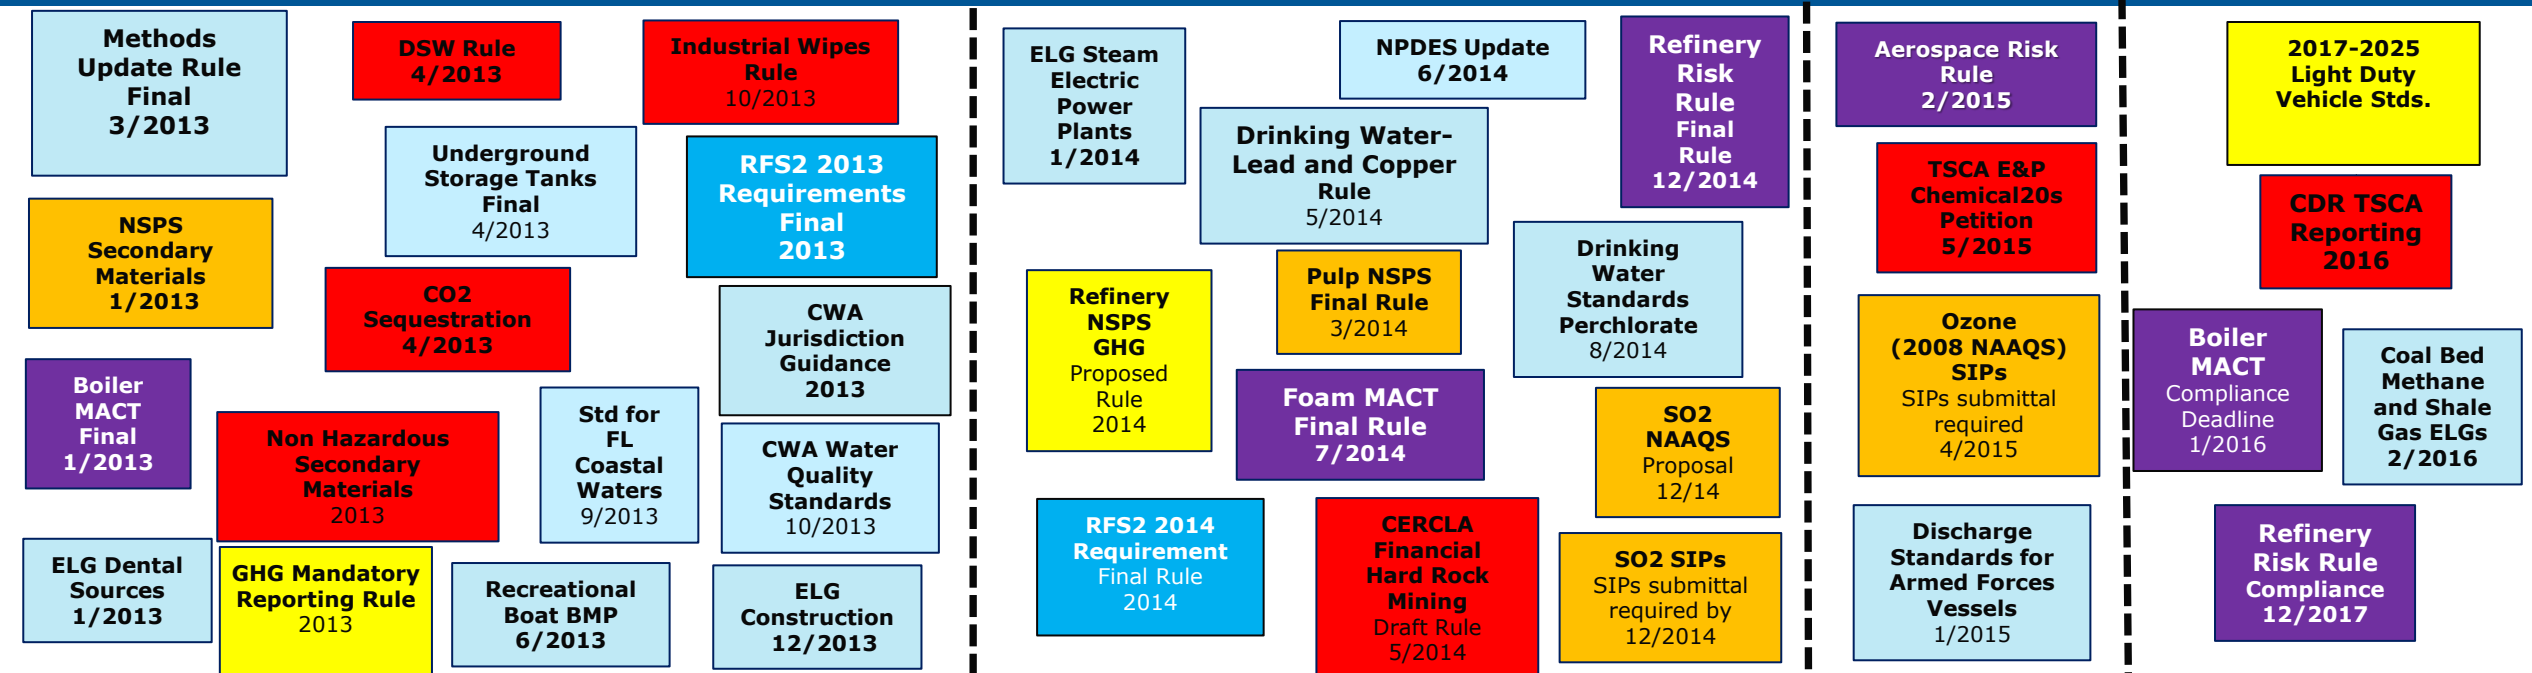 Methods
Update Rule
Final
3/2013
DSW Rule
4/2013
Industrial Wipes
Rule
10/2013
Underground
Storage Tanks
Final
4/2013
RFS2 2013
Requirements
Final
2013
NSPS
Secondary
Materials
1/2013
CO2
Sequestration
4/2013
CWA
Jurisdiction
Guidance
2013
Boiler
MACT
Final
1/2013
Non Hazardous
Secondary
Materials
2013
Std for
FL
Coastal
Waters
9/2013
CWA Water
Quality
Standards
10/2013
ELG Dental
Sources
1/2013
GHG Mandatory
Reporting Rule
2013
Recreational
Boat BMP
6/2013
ELG
Construction
12/2013
ELG Steam
Electric
Power
Plants
1/2014
NPDES Update
6/2014
Refinery
Risk
Rule
Final
Rule
12/2014
Drinking Water-
Lead and Copper
Rule
5/2014
Drinking
Water
Standards
Perchlorate
8/2014
Refinery
NSPS
GHG
Proposed
Rule
2014
Pulp NSPS
Final Rule
3/2014
Foam MACT
Final Rule
7/2014
SO2
NAAQS
Proposal
12/14
RFS2 2014
Requirement
Final Rule
2014
CERCLA
Financial
Hard Rock
Mining
Draft Rule
5/2014
SO2 SIPs
SIPs submittal
required by
12/2014
Aerospace Risk
Rule
2/2015
TSCA E&P
Chemical20s
Petition
5/2015
Ozone
(2008 NAAQS)
SIPs
SIPs submittal
required
4/2015
Discharge
Standards for
Armed Forces
Vessels
1/2015
2017-2025
Light Duty
Vehicle Stds.
CDR TSCA
Reporting
2016
Boiler
MACT
Compliance
Deadline
1/2016
Coal Bed
Methane
and Shale
Gas ELGs
2/2016
Refinery
Risk Rule
Compliance
12/2017